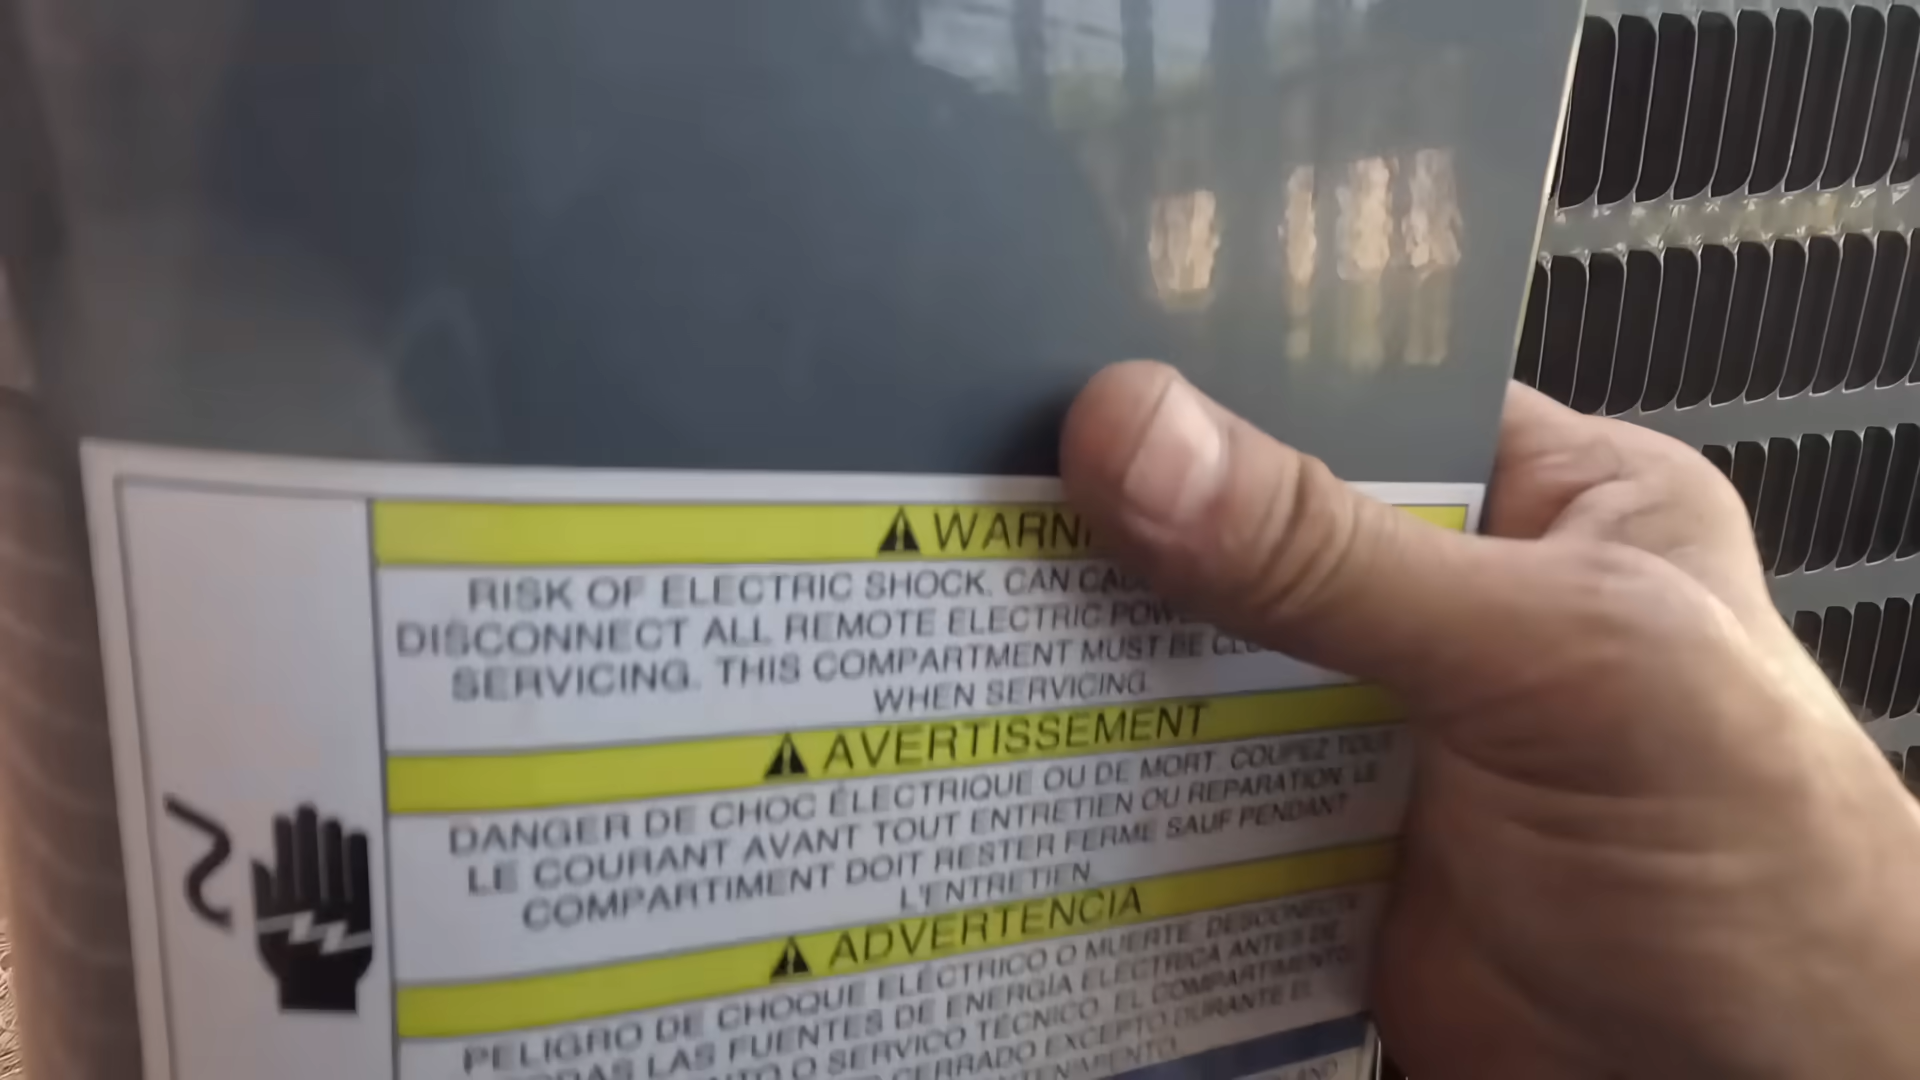 WARN
RISK OF ELECTRIC SHOCK. CAN
DISCONNECT ALL REMOTE ELECTRIC
SERVICING. THIS COMPARTMENT MUST BE
WHEN SERVICING.
AVERTISSEMENT
DANGER DE CHOC ÉLECTRIQUE OU DE MORT. COUPEZ TOUT
LE COURANT AVANT TOUT ENTRETIEN OU REPARATION. LE
COMPARTIMENT DOIT RESTER FERME SAUF PENDANT
L'ENTRETIEN.
ADVERTENCIA
PELIGRO DE CHOQUE ELÉCTRICO O MUERTE. DESCONECTE
LAS FUENTES DE ENERGÍA ELÉCTRICA ANTES DE
O SERVICO TÉCNICO. EL COMPARTIMENTO
CERRADO EXCEPTO DURANTE EL